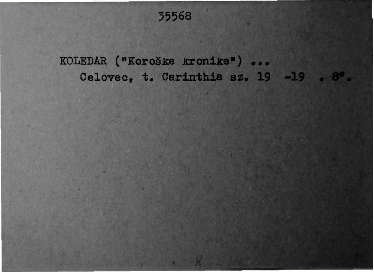 35568
KOLEDAR ("Koroške kronike") ...
Celovec, t. Carinthia sz. 19  -19  . 8°.